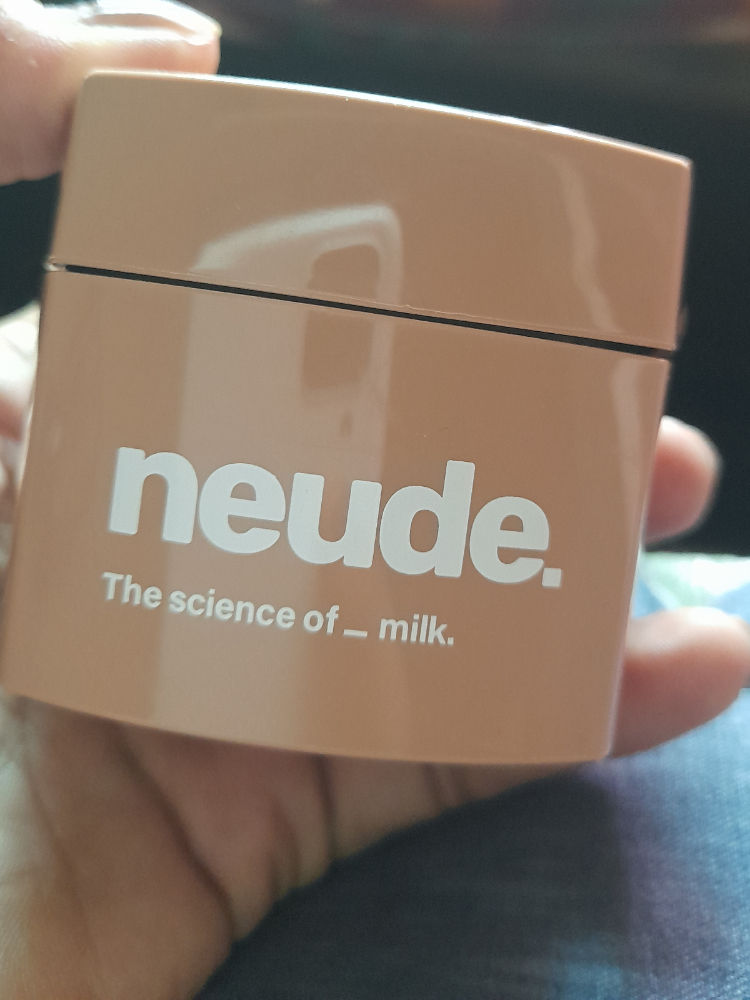 neude.
The science of _ milk.